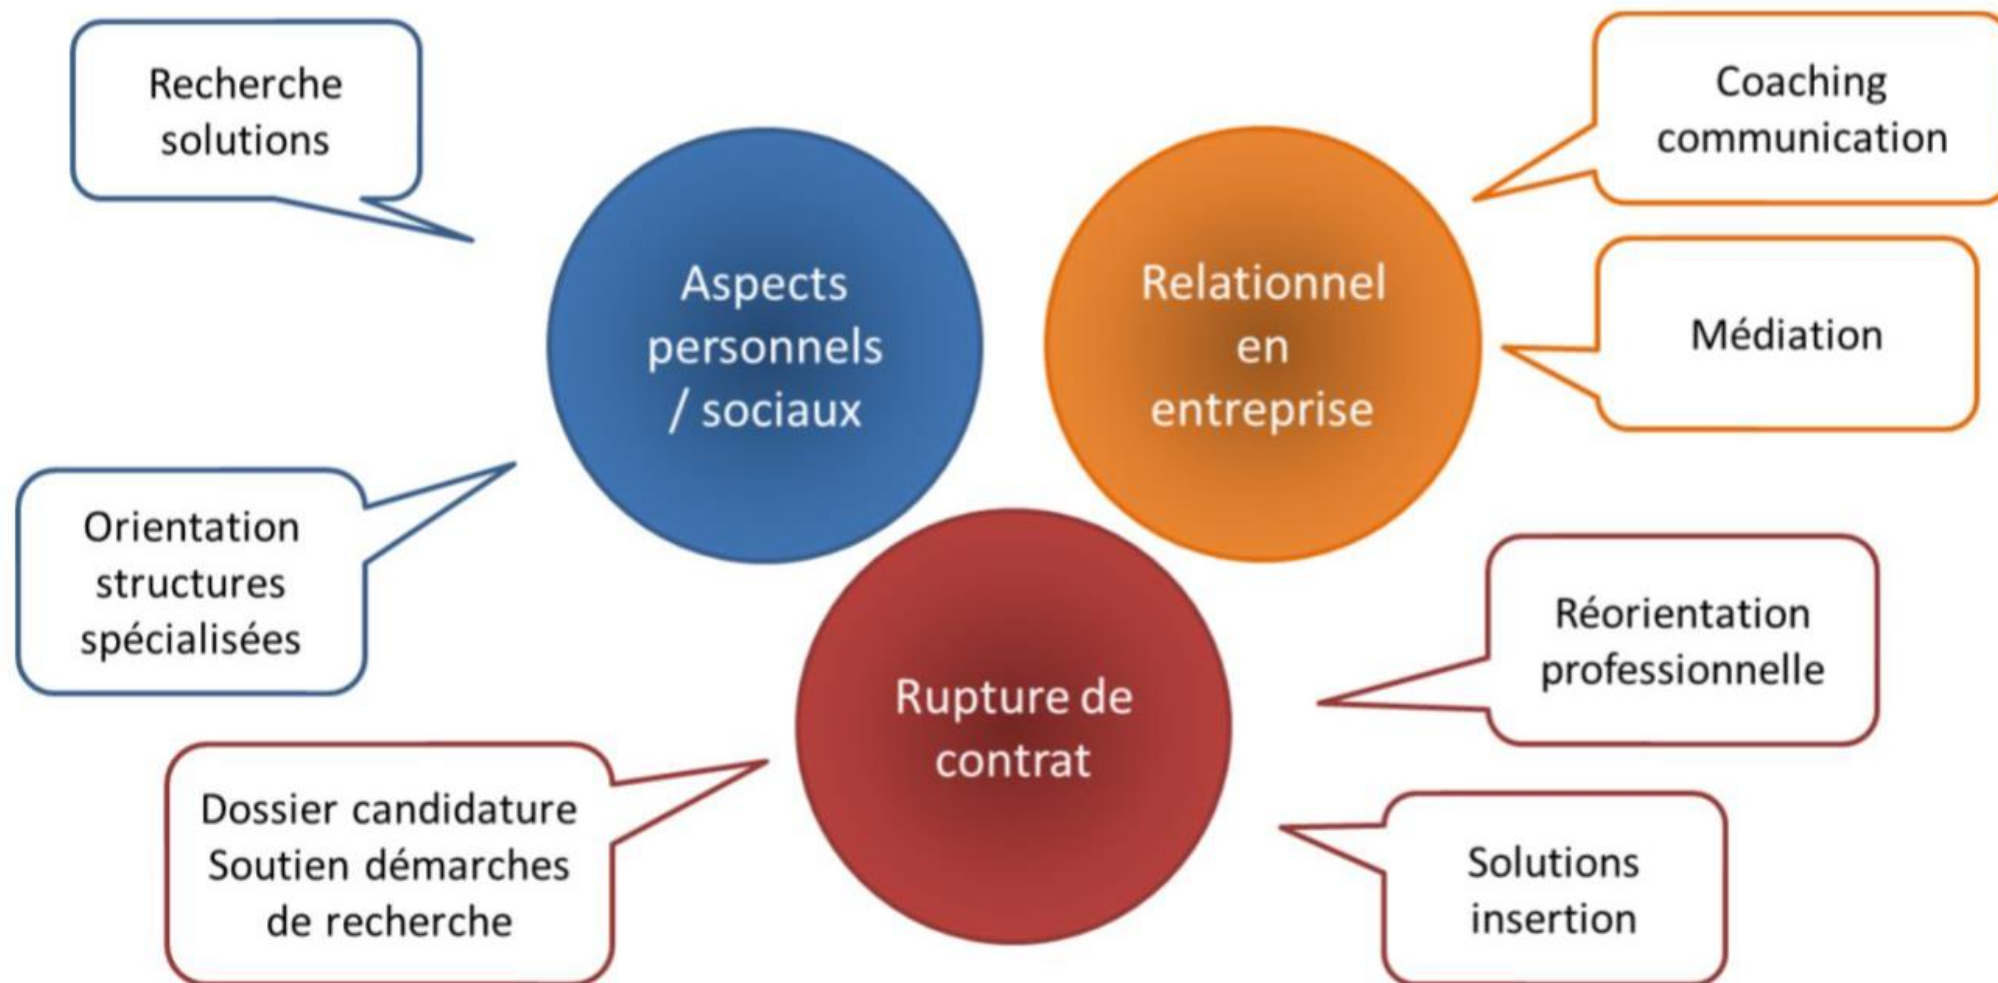 Recherche
solutions
Coaching
communication
Aspects
personnels
/ sociaux
Relationnel
en
entreprise
Médiation
Orientation
structures
spécialisées
Réorientation
professionnelle
Rupture de
contrat
Dossier candidature
Soutien démarches
de recherche
Solutions
insertion